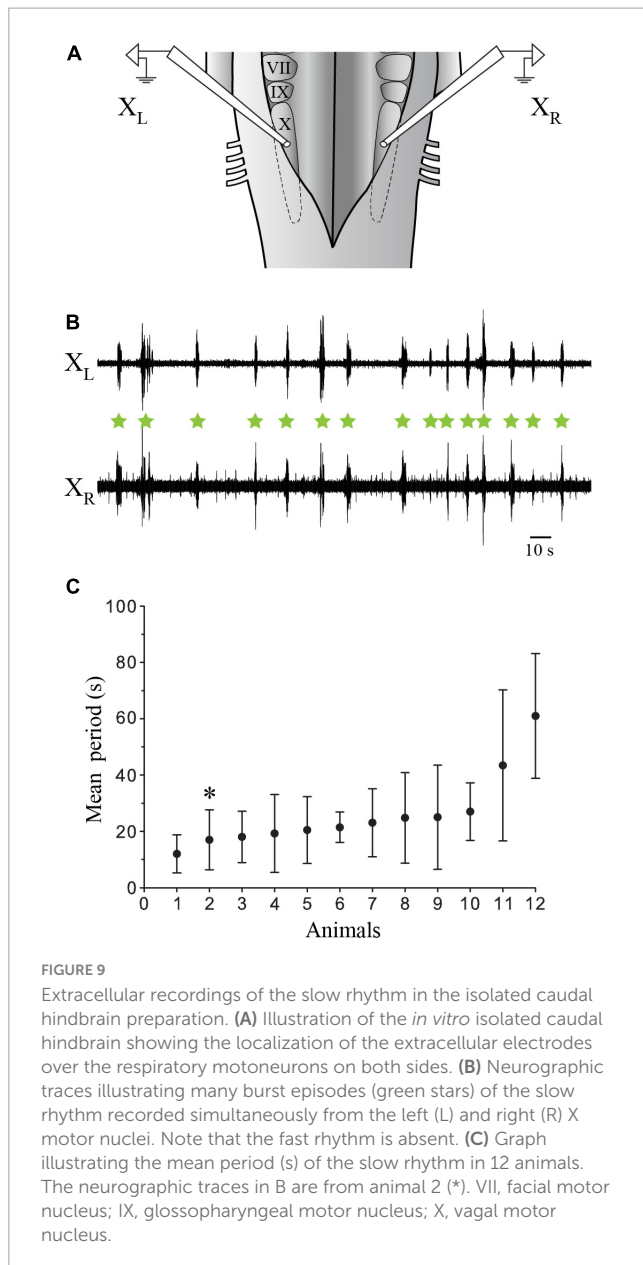 A
VII
IX
X
X_L
X_R
B
X_L
X_R
10 s
C
100
80
60
40
20
0
Mean period (s)
*
0 1 2 3 4 5 6 7 8 9 10 11 12
Animals
FIGURE 9
Extracellular recordings of the slow rhythm in the isolated caudal
hindbrain preparation. (A) Illustration of the in vitro isolated caudal
hindbrain showing the localization of the extracellular electrodes
over the respiratory motoneurons on both sides. (B) Neurographic
traces illustrating many burst episodes (green stars) of the slow
rhythm recorded simultaneously from the left (L) and right (R) X
motor nuclei. Note that the fast rhythm is absent. (C) Graph
illustrating the mean period (s) of the slow rhythm in 12 animals.
The neurographic traces in B are from animal 2 (*). VII, facial motor
nucleus; IX, glossopharyngeal motor nucleus; X, vagal motor
nucleus.